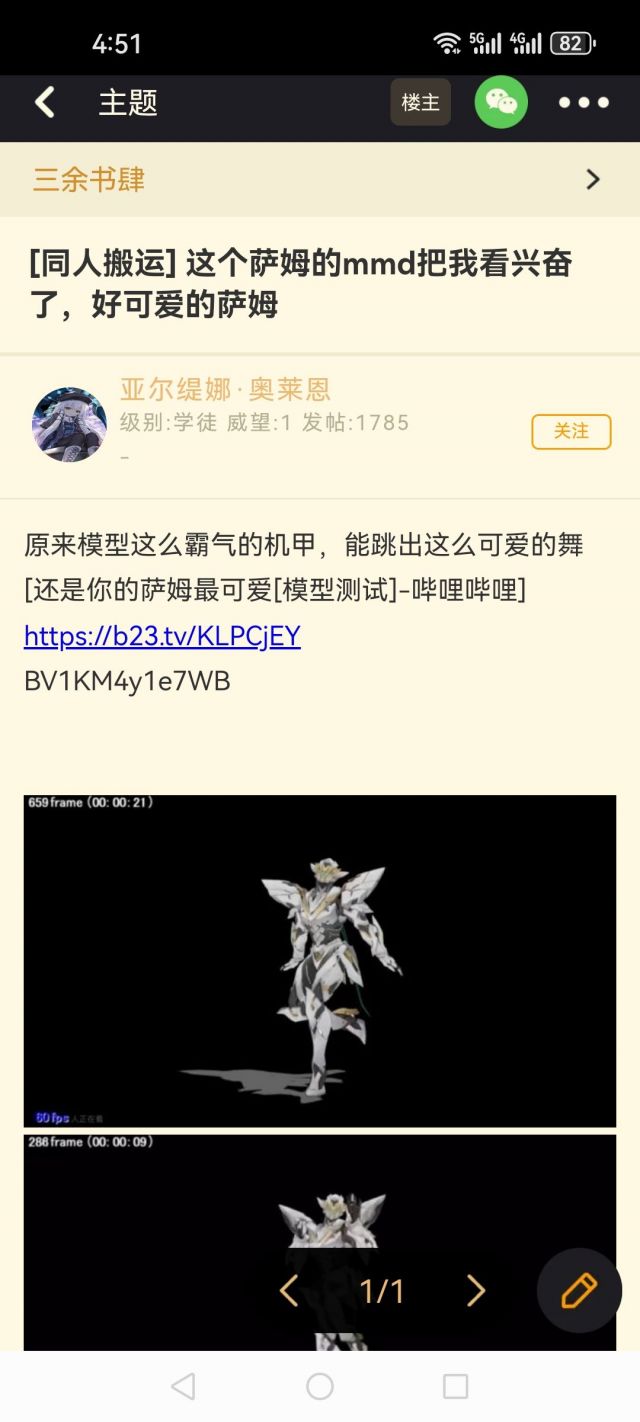 4:51
5G 4G 82
主题
楼主
三余书肆
[同人搬运] 这个萨姆的mmd把我看兴奋
了，好可爱的萨姆
亚尔缇娜·奥莱恩
级别:学徒 威望:1 发帖:1785
-
关注
原来模型这么霸气的机甲，能跳出这么可爱的舞
[还是你的萨姆最可爱[模型测试]-哔哩哔哩]
https://b23.tv/KLPCjEY
BV1KM4y1e7WB
659 frame (00: 00: 21)
60 fps 人正在看
286 frame (00: 00: 09)
1/1